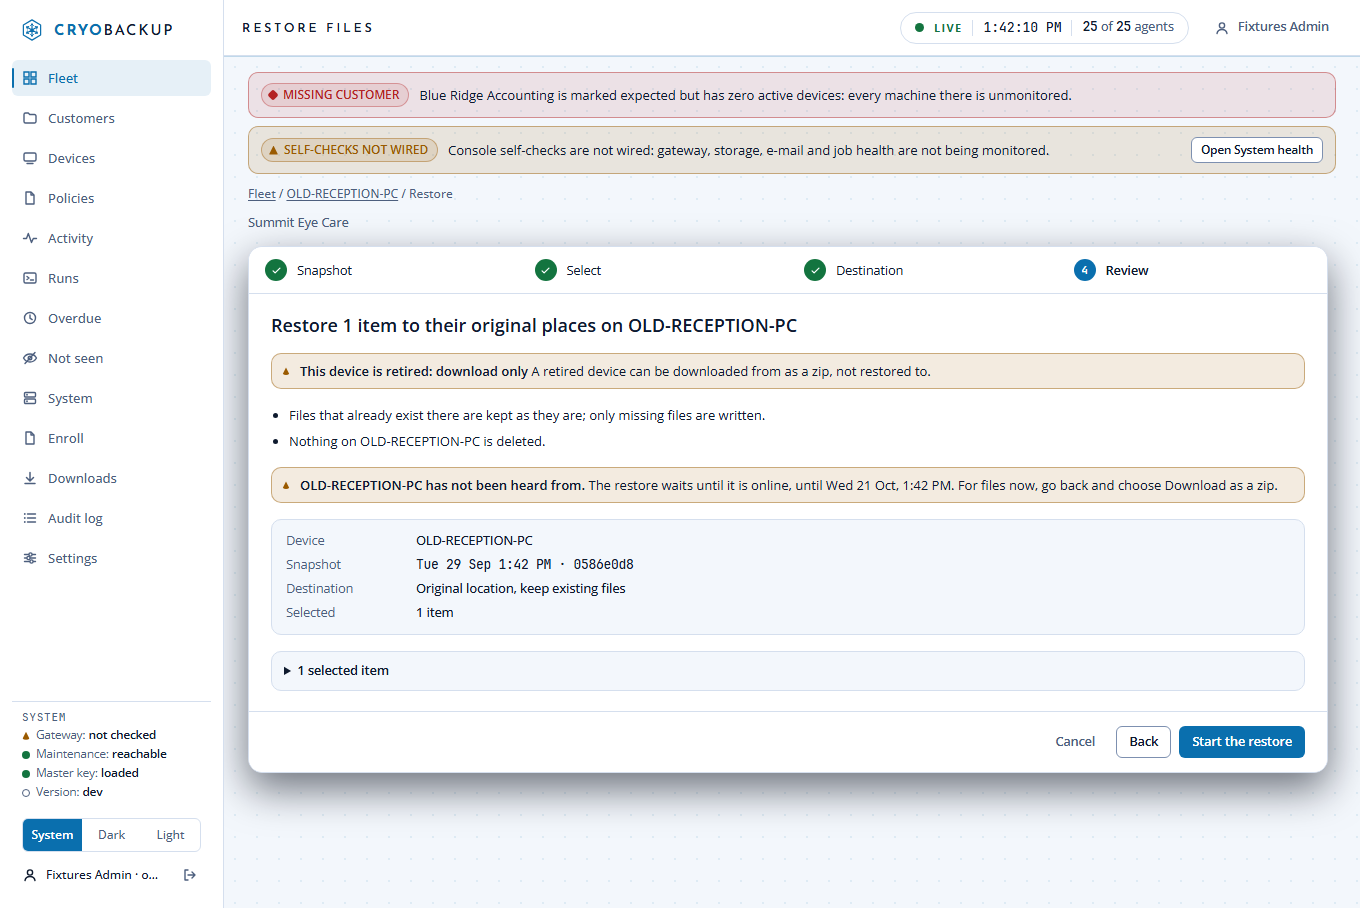 CRYOBACKUP
RESTORE FILES
LIVE 1:42:10 PM 25 of 25 agents
Fixtures Admin
Fleet
Customers
Devices
Policies
Activity
Runs
Overdue
Not seen
System
Enroll
Downloads
Audit log
Settings
SYSTEM
Gateway: not checked
Maintenance: reachable
Master key: loaded
Version: dev
System Dark Light
Fixtures Admin · o...
MISSING CUSTOMER Blue Ridge Accounting is marked expected but has zero active devices: every machine there is unmonitored.
SELF-CHECKS NOT WIRED Console self-checks are not wired: gateway, storage, e-mail and job health are not being monitored. Open System health
Fleet / OLD-RECEPTION-PC / Restore
Summit Eye Care
Snapshot Select Destination 4 Review
Restore 1 item to their original places on OLD-RECEPTION-PC
This device is retired: download only A retired device can be downloaded from as a zip, not restored to.
• Files that already exist there are kept as they are; only missing files are written.
• Nothing on OLD-RECEPTION-PC is deleted.
OLD-RECEPTION-PC has not been heard from. The restore waits until it is online, until Wed 21 Oct, 1:42 PM. For files now, go back and choose Download as a zip.
Device OLD-RECEPTION-PC
Snapshot Tue 29 Sep 1:42 PM · 0586e0d8
Destination Original location, keep existing files
Selected 1 item
1 selected item
Cancel Back Start the restore